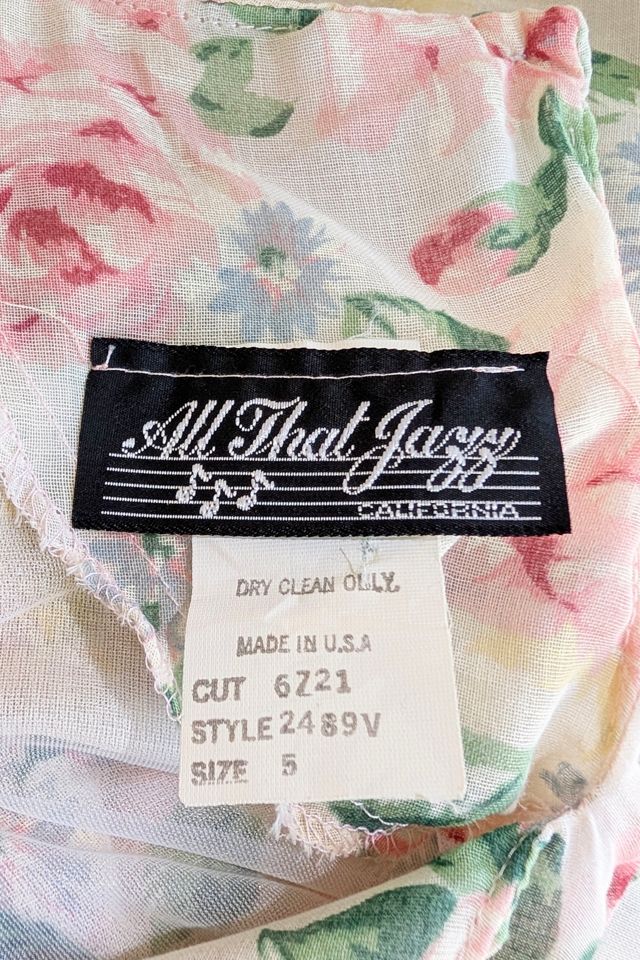 All That Jazz
CALIFORNIA
DRY CLEAN ONLY.
MADE IN U.S.A
CUT 6Z21
STYLE 2489V
SIZE 5